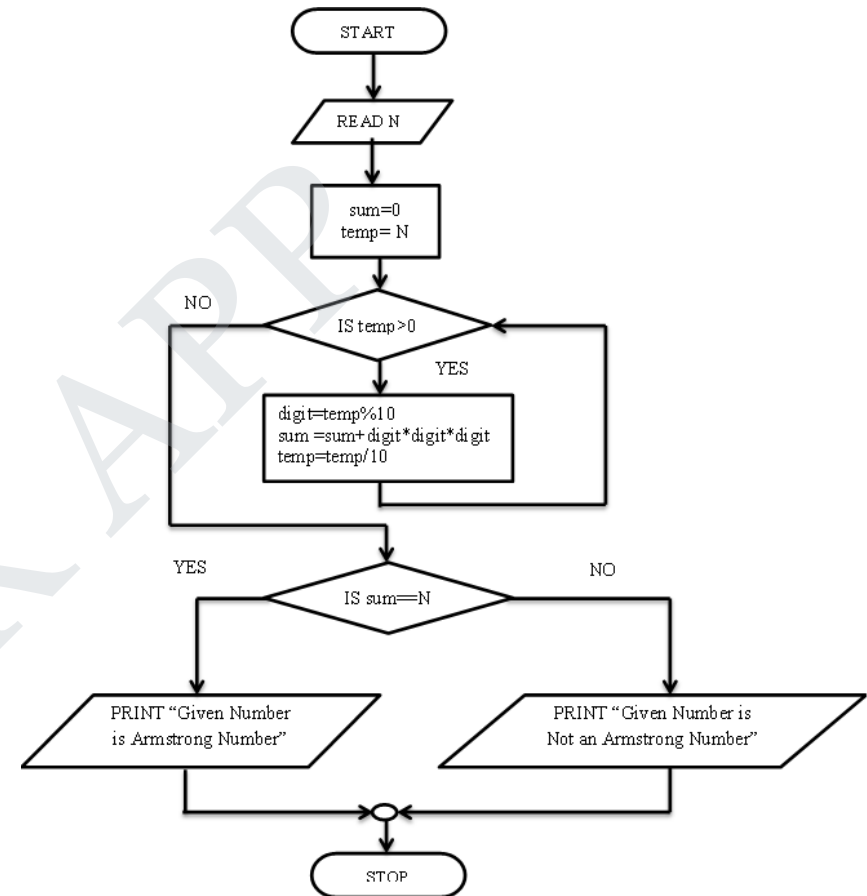 START
READ N
sum=0
temp= N
NO
IS temp>0
YES
digit=temp%10
sum =sum+digit*digit*digit
temp=temp/10
YES
NO
IS sum==N
PRINT “Given Number
is Armstrong Number”
PRINT “Given Number is
Not an Armstrong Number”
STOP
APP